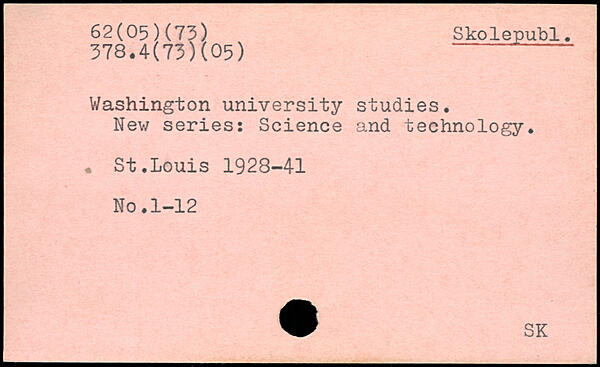 62(05)(73)
Skolepubl.
378.4(73)(05)
Washington university studies.
New series: Science and technology.
St.Louis 1928-41
No.1-12
SK